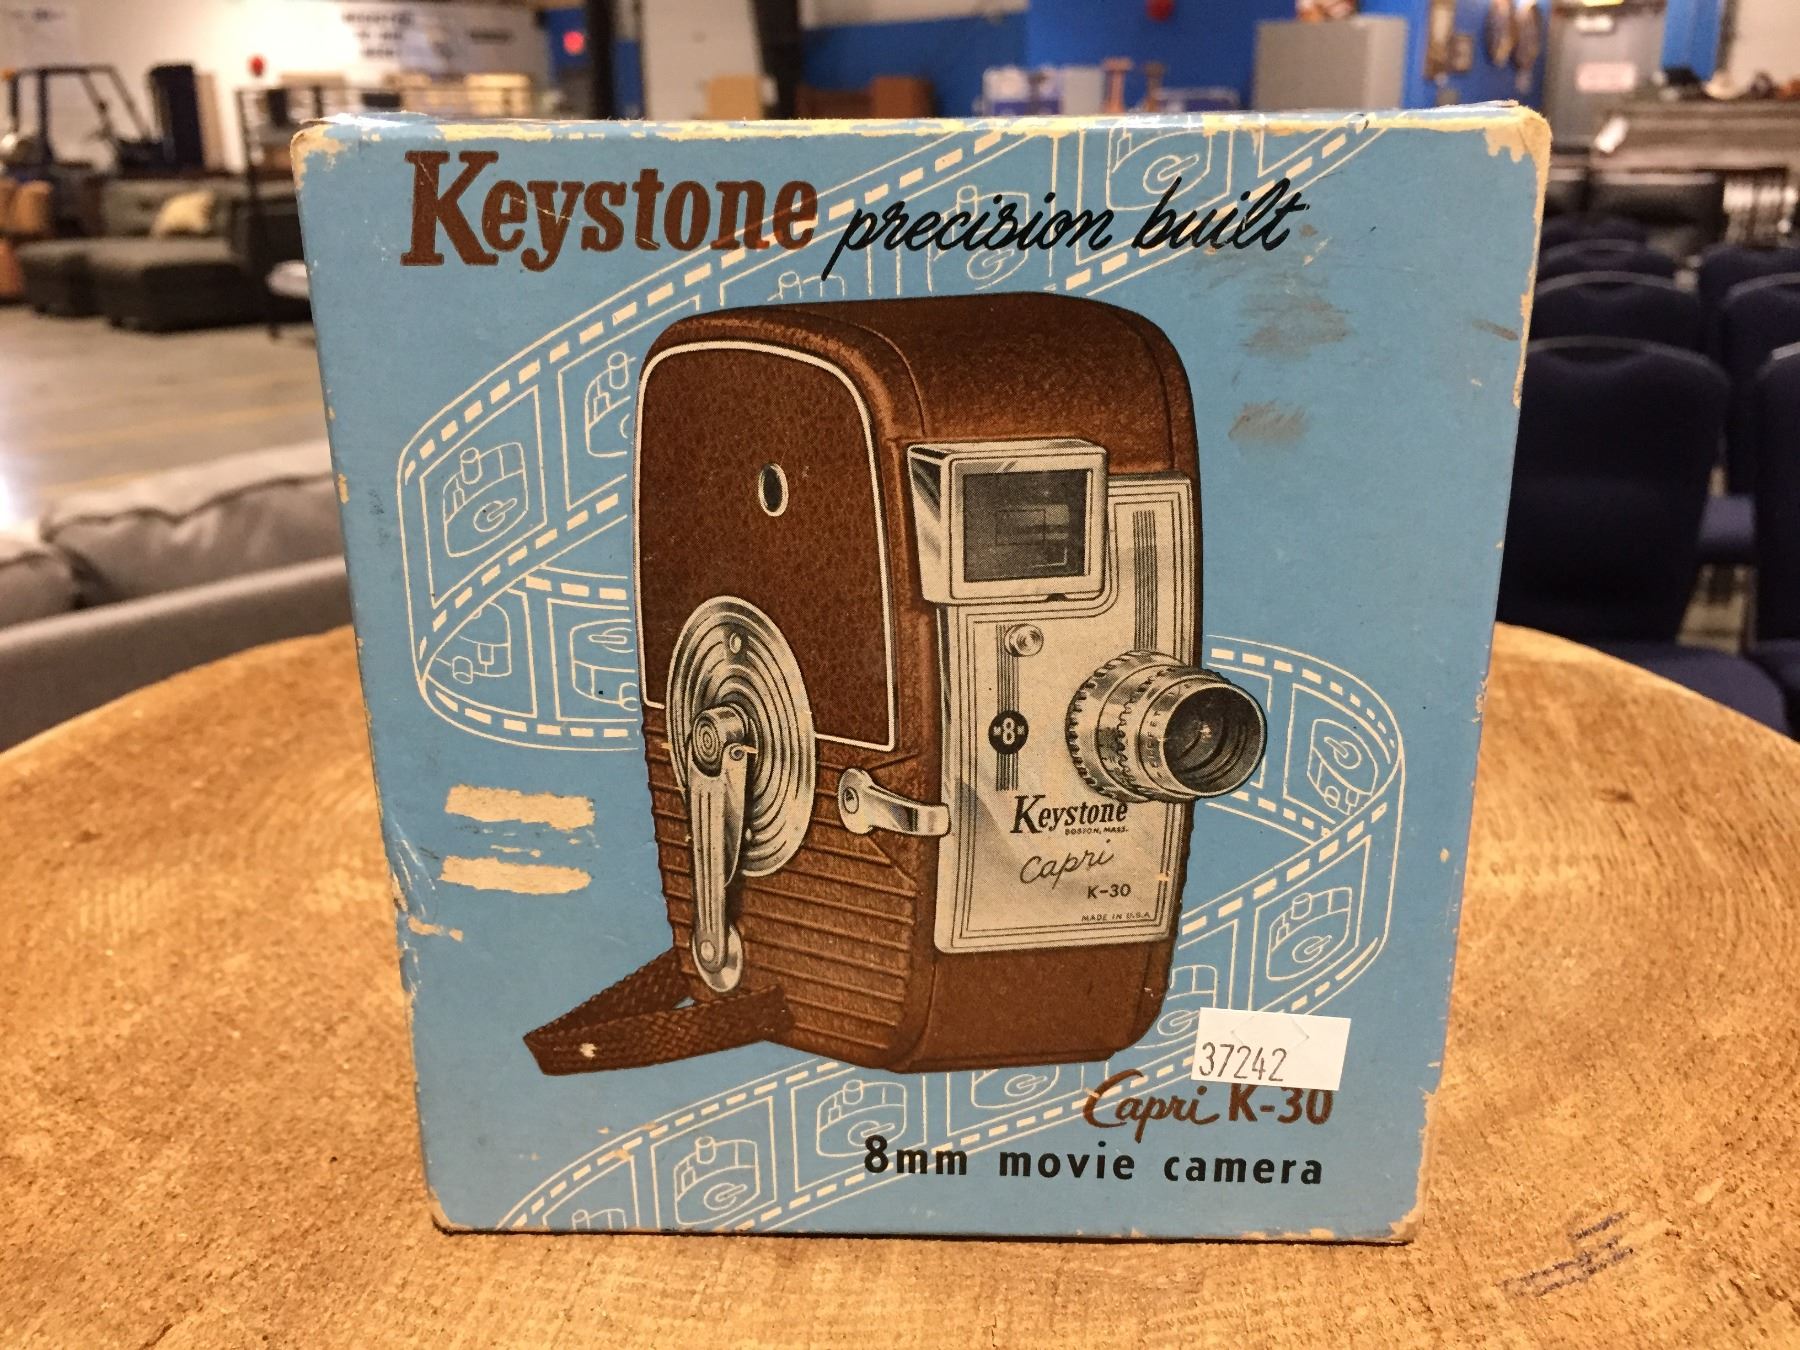 Keystone precision built
8
Keystone
BOSTON, MASS.
Capri
K-30
MADE IN U.S.A
37242
Capri K-30
8mm movie camera